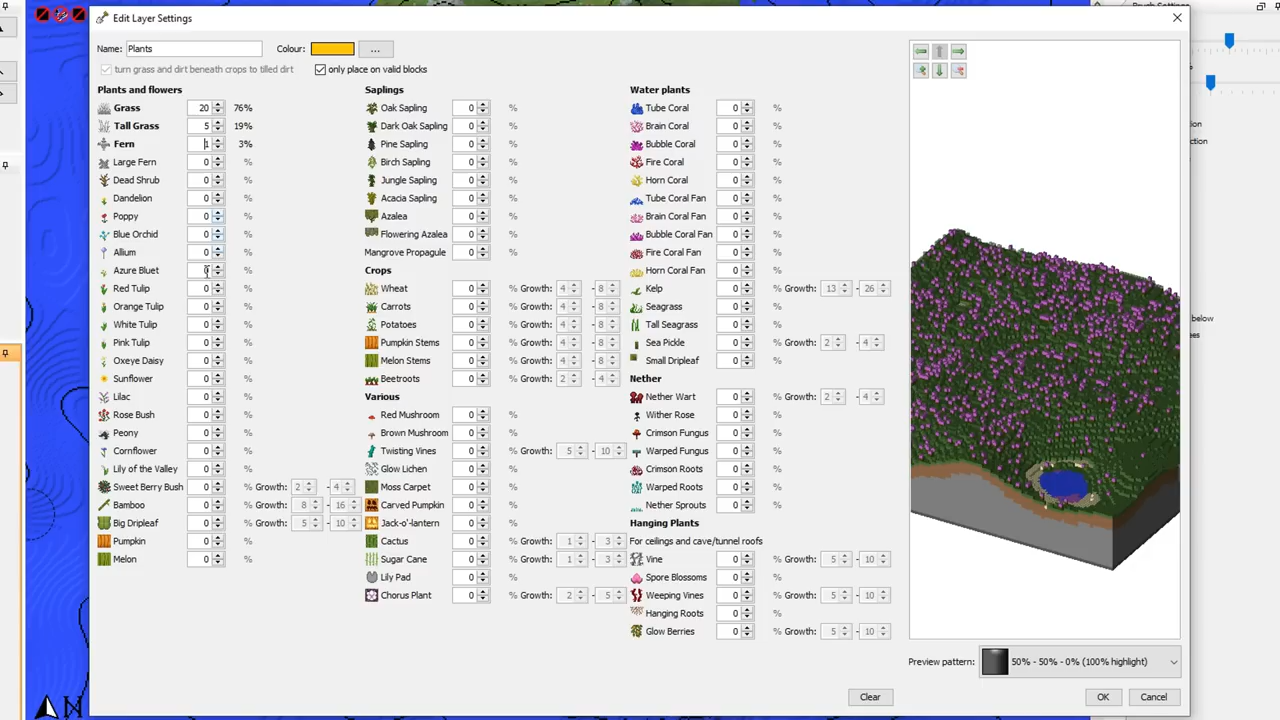 Edit Layer Settings
Name: Plants Colour: ...
turn grass and dirt beneath crops to tilled dirt only place on valid blocks
Plants and flowers
Grass 20 76%
Tall Grass 5 19%
Fern 1 3%
Large Fern 0 %
Dead Shrub 0 %
Dandelion 0 %
Poppy 0 %
Blue Orchid 0 %
Allium 0 %
Azure Bluet 0 %
Red Tulip 0 %
Orange Tulip 0 %
White Tulip 0 %
Pink Tulip 0 %
Oxeye Daisy 0 %
Sunflower 0 %
Lilac 0 %
Rose Bush 0 %
Peony 0 %
Cornflower 0 %
Lily of the Valley 0 %
Sweet Berry Bush 0 % Growth: 2 - 4
Bamboo 0 % Growth: 8 - 16
Big Dripleaf 0 % Growth: 5 - 10
Pumpkin 0 %
Melon 0 %
Saplings
Oak Sapling 0 %
Dark Oak Sapling 0 %
Pine Sapling 0 %
Birch Sapling 0 %
Jungle Sapling 0 %
Acacia Sapling 0 %
Azalea 0 %
Flowering Azalea 0 %
Mangrove Propagule 0 %
Crops
Wheat 0 % Growth: 4 - 8
Carrots 0 % Growth: 4 - 8
Potatoes 0 % Growth: 4 - 8
Pumpkin Stems 0 % Growth: 4 - 8
Melon Stems 0 % Growth: 4 - 8
Beetroots 0 % Growth: 2 - 4
Various
Red Mushroom 0 %
Brown Mushroom 0 %
Twisting Vines 0 % Growth: 5 - 10
Glow Lichen 0 %
Moss Carpet 0 %
Carved Pumpkin 0 %
Jack-o'-lantern 0 %
Cactus 0 % Growth: 1 - 3
Sugar Cane 0 % Growth: 1 - 3
Lily Pad 0 %
Chorus Plant 0 % Growth: 2 - 5
Water plants
Tube Coral 0 %
Brain Coral 0 %
Bubble Coral 0 %
Fire Coral 0 %
Horn Coral 0 %
Tube Coral Fan 0 %
Brain Coral Fan 0 %
Bubble Coral Fan 0 %
Fire Coral Fan 0 %
Horn Coral Fan 0 %
Kelp 0 % Growth: 13 - 26
Seagrass 0 %
Tall Seagrass 0 %
Sea Pickle 0 % Growth: 2 - 4
Small Dripleaf 0 %
Nether
Nether Wart 0 % Growth: 2 - 4
Wither Rose 0 %
Crimson Fungus 0 %
Warped Fungus 0 %
Crimson Roots 0 %
Warped Roots 0 %
Nether Sprouts 0 %
Hanging Plants
For ceilings and cave/tunnel roofs
Vine 0 % Growth: 5 - 10
Spore Blossoms 0 %
Weeping Vines 0 % Growth: 5 - 10
Hanging Roots 0 %
Glow Berries 0 % Growth: 5 - 10
Preview pattern: 50% - 50% - 0% (100% highlight)
Clear OK Cancel
below
N